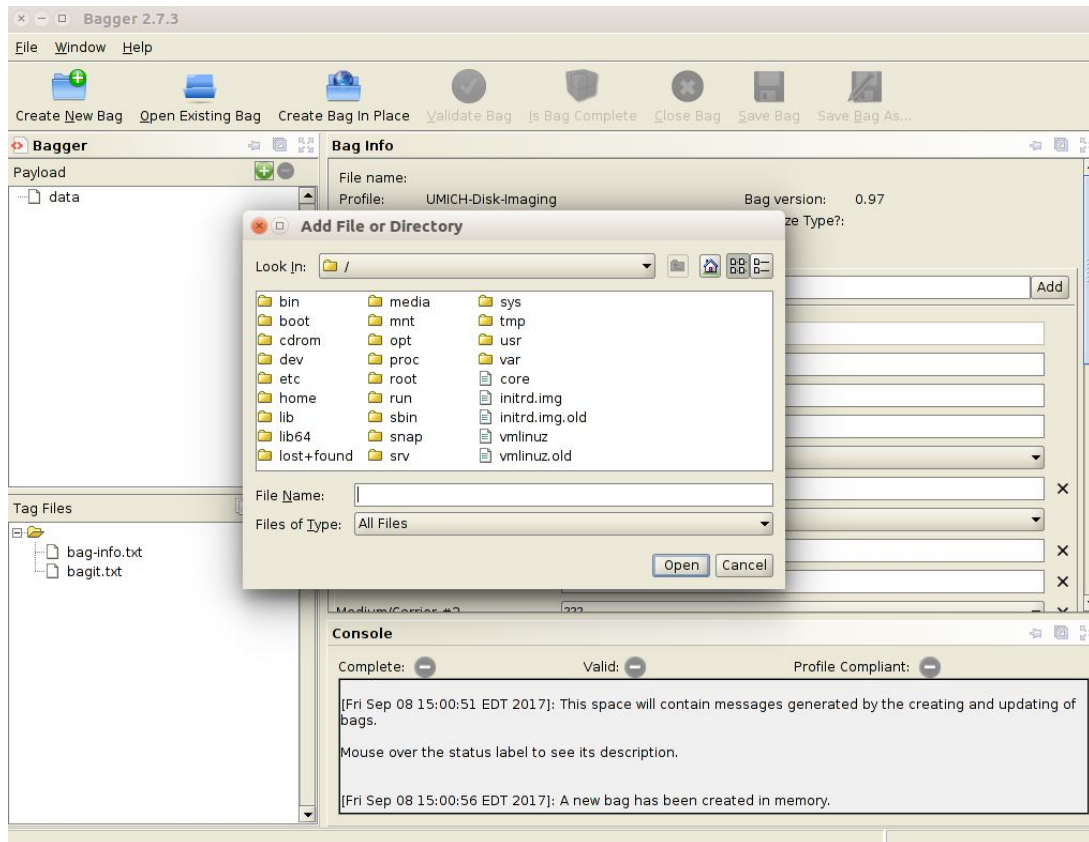 Bagger 2.7.3
File Window Help
Create New Bag Open Existing Bag Create Bag In Place Validate Bag Is Bag Complete Close Bag Save Bag Save Bag As...
Bagger
Payload
data
Bag Info
File name:
Profile: UMICH-Disk-Imaging Bag version: 0.97
ze Type?:
Add
Add File or Directory
Look In: /
bin media sys
boot mnt tmp
cdrom opt usr
dev proc var
etc root core
home run initrd.img
lib sbin initrd.img.old
lib64 snap vmlinuz
lost+found srv vmlinuz.old
File Name:
Files of Type: All Files
Open Cancel
Tag Files
bag-info.txt
bagit.txt
Medium/Carrier #2 ???
Console
Complete: Valid: Profile Compliant:
[Fri Sep 08 15:00:51 EDT 2017]: This space will contain messages generated by the creating and updating of
bags.
Mouse over the status label to see its description.
[Fri Sep 08 15:00:56 EDT 2017]: A new bag has been created in memory.